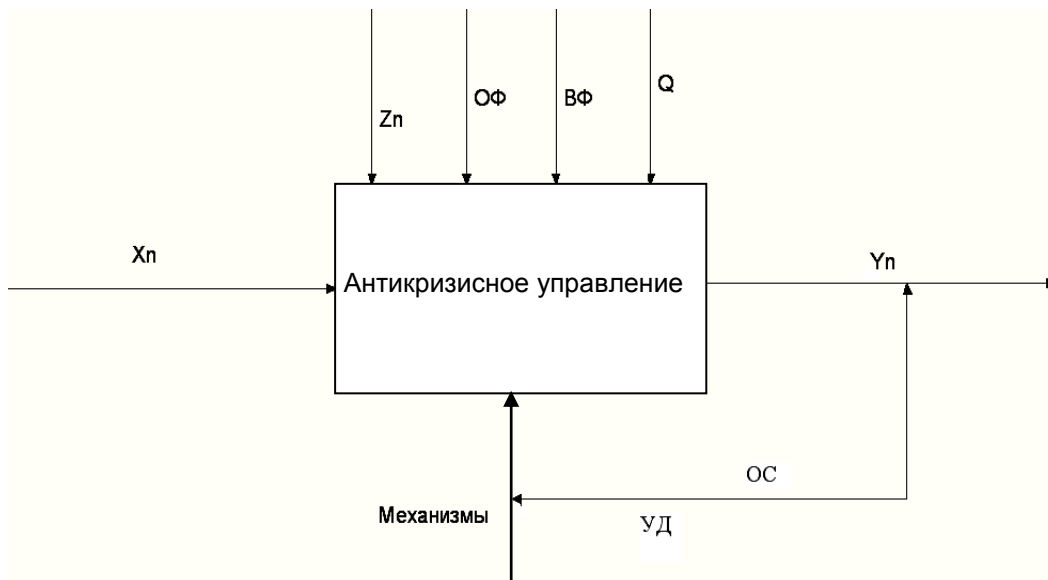 Zn
ОФ
ВФ
Q
Xn
Антикризисное управление
Yn
ОС
Механизмы
УД